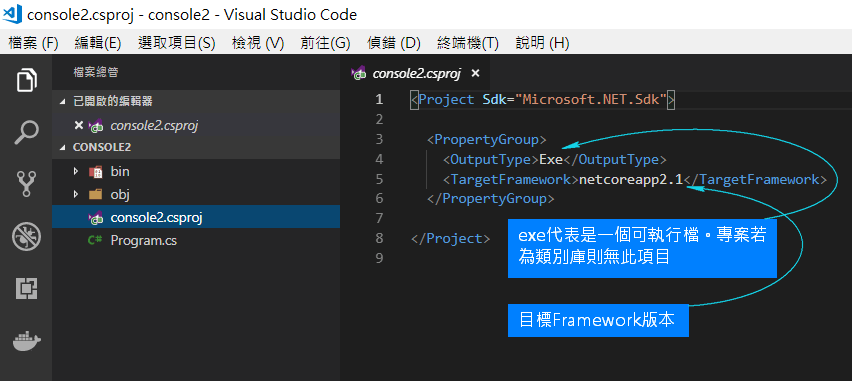 console2.csproj - console2 - Visual Studio Code
檔案 (F) 編輯(E) 選取項目(S) 檢視 (V) 前往(G) 偵錯 (D) 終端機(T) 說明 (H)
檔案總管
已開啟的編輯器
console2.csproj
CONSOLE2
bin
obj
console2.csproj
C# Program.cs
console2.csproj
1 <Project Sdk="Microsoft.NET.Sdk">
2
3 <PropertyGroup>
4 <OutputType>Exe</OutputType>
5 <TargetFramework>netcoreapp2.1</TargetFramework>
6 </PropertyGroup>
7
8 </Project>
9
exe代表是一個可執行檔。專案若
為類別庫則無此項目
目標Framework版本